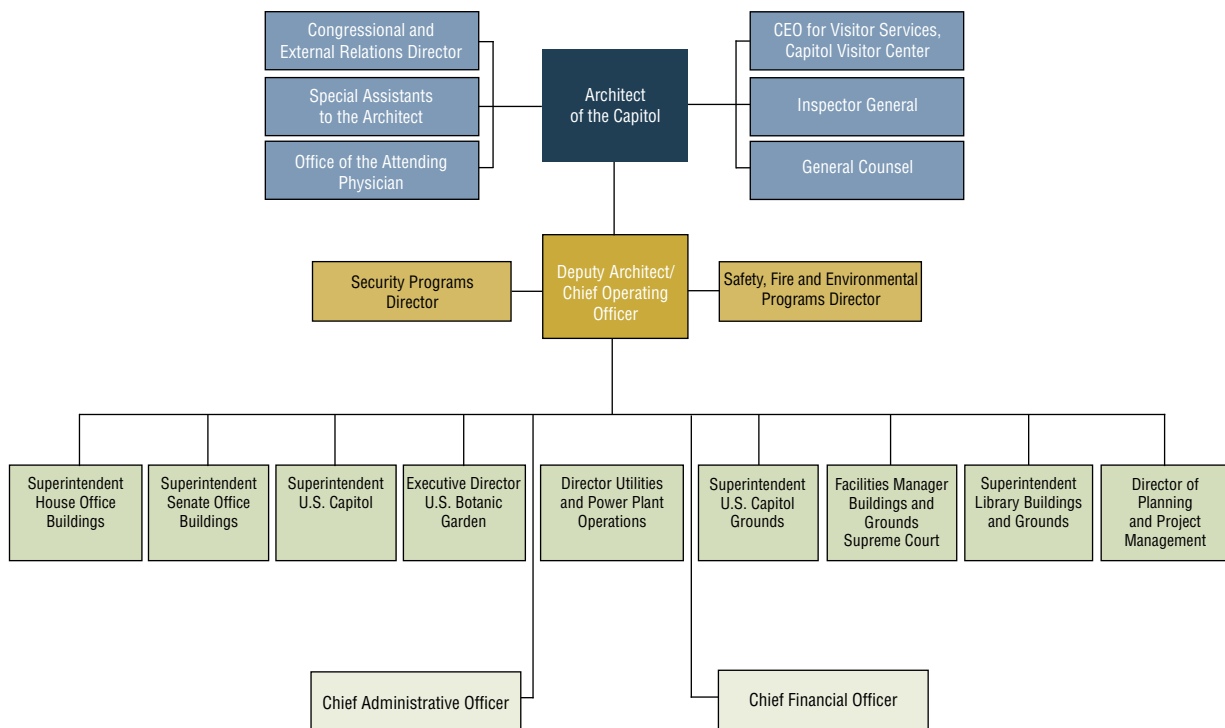 Congressional and
External Relations Director
Special Assistants
to the Architect
Office of the Attending
Physician
Architect
of the Capitol
CEO for Visitor Services,
Capitol Visitor Center
Inspector General
General Counsel
Security Programs
Director
Deputy Architect/
Chief Operating
Officer
Safety, Fire and Environmental
Programs Director
Superintendent
House Office
Buildings
Superintendent
Senate Office
Buildings
Superintendent
U.S. Capitol
Executive Director
U.S. Botanic
Garden
Director Utilities
and Power Plant
Operations
Superintendent
U.S. Capitol
Grounds
Facilities Manager
Buildings and
Grounds
Supreme Court
Superintendent
Library Buildings
and Grounds
Director of
Planning
and Project
Management
Chief Administrative Officer
Chief Financial Officer